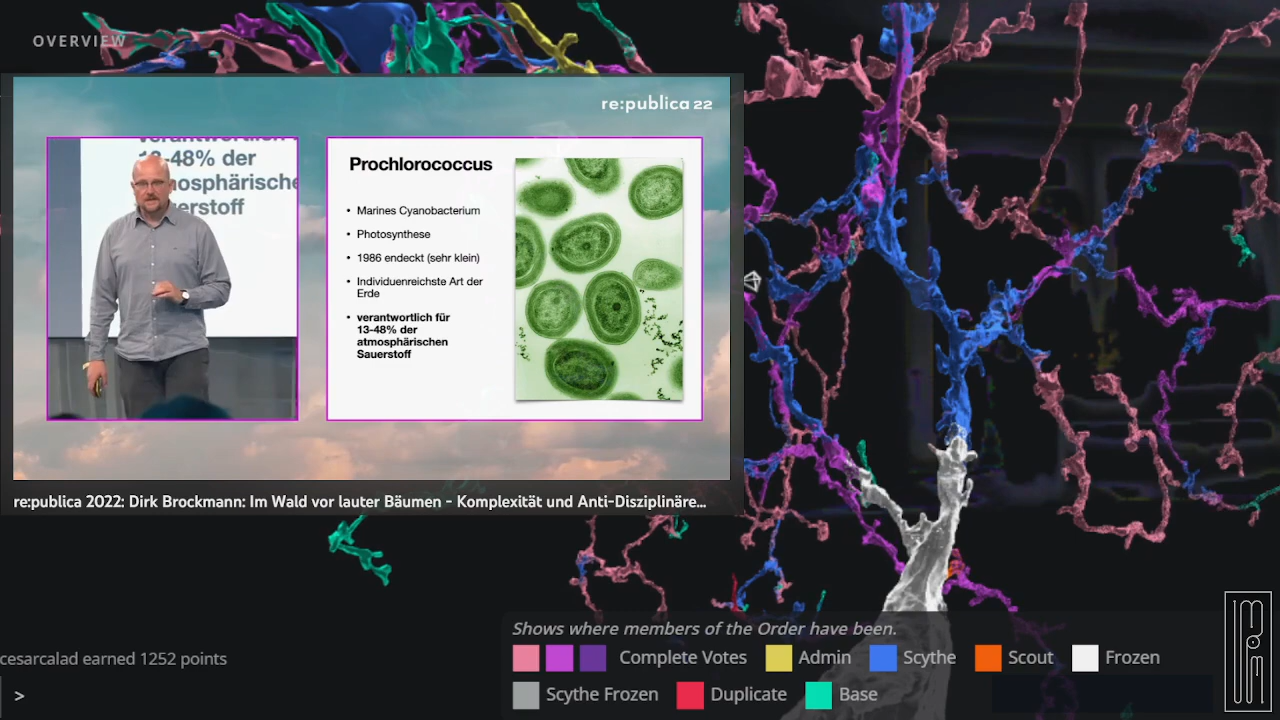 OVERVIEW
re:publica 22
verantwortlich f
13-48% der
mosphärische
uerstoff
Prochlorococcus
• Marines Cyanobacterium
• Photosynthese
• 1986 endeckt (sehr klein)
• Individuenreichste Art der
Erde
• verantwortlich für
13-48% der
atmosphärischen
Sauerstoff
re:publica 2022: Dirk Brockmann: Im Wald vor lauter Bäumen - Komplexität und Anti-Disziplinäre...
Shows where members of the Order have been.
Complete Votes Admin Scythe Scout Frozen
Scythe Frozen Duplicate Base
cesarcalad earned 1252 points
>